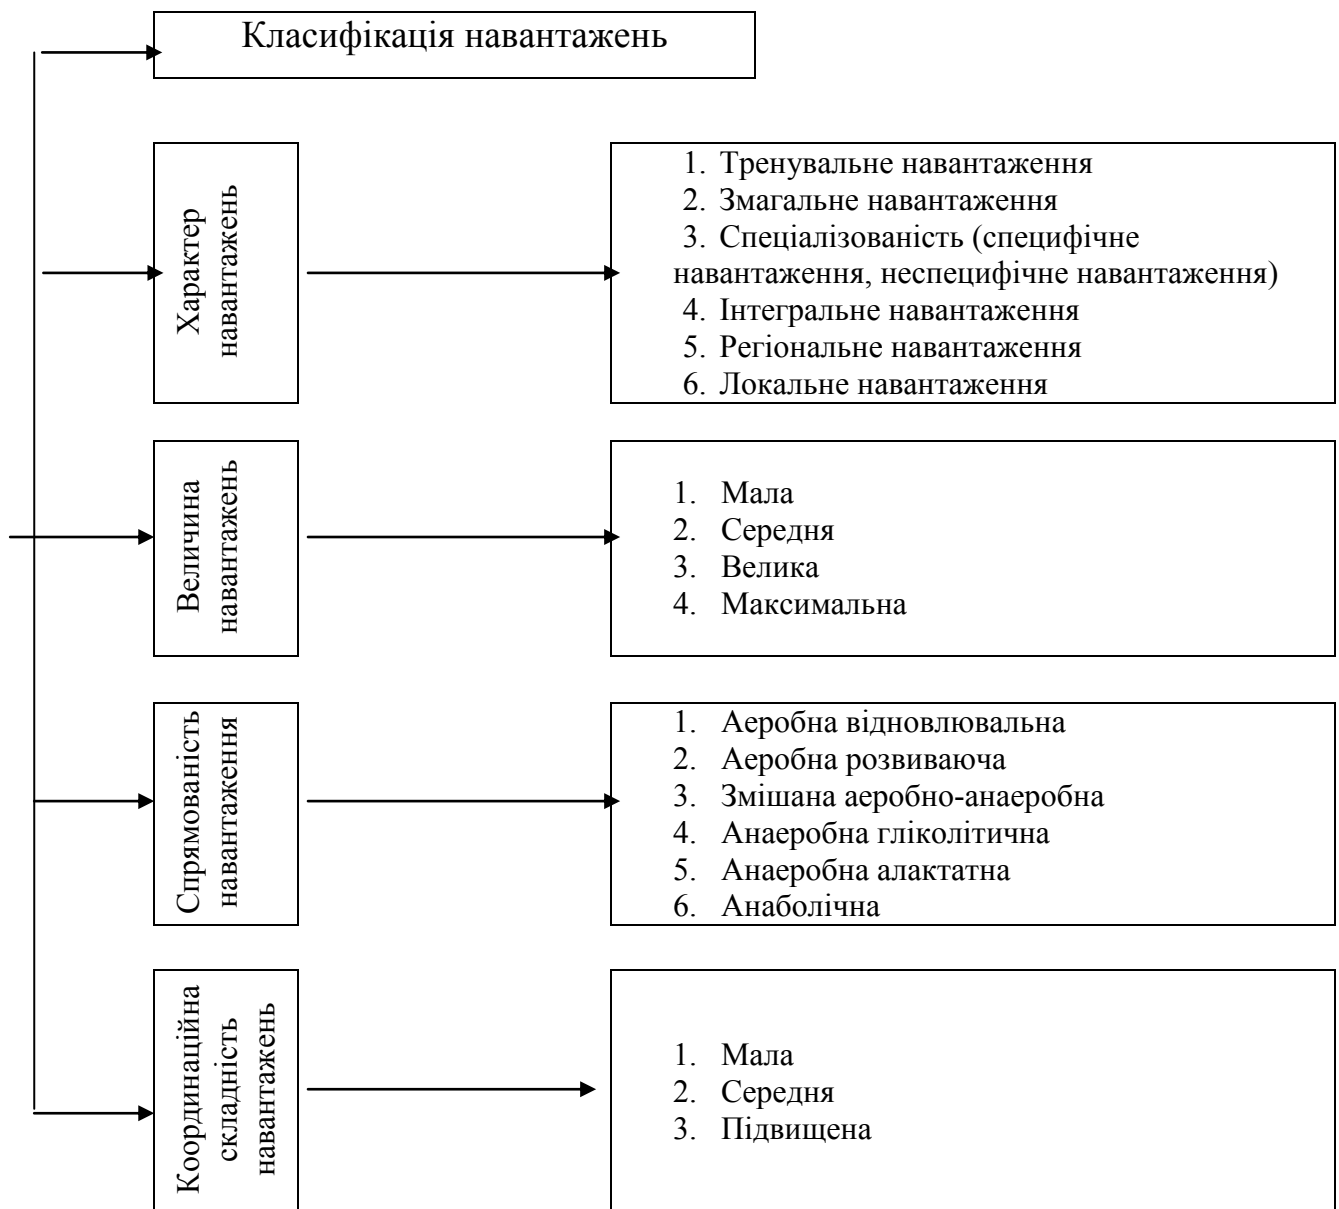 Класифікація навантажень
Характер
навантажень
1. Тренувальне навантаження
2. Змагальне навантаження
3. Спеціалізованість (специфічне
навантаження, неспецифічне навантаження)
4. Інтегральне навантаження
5. Регіональне навантаження
6. Локальне навантаження
Величина
навантажень
1. Мала
2. Середня
3. Велика
4. Максимальна
Спрямованість
навантаження
1. Аеробна відновлювальна
2. Аеробна розвиваюча
3. Змішана аеробно-анаеробна
4. Анаеробна гліколітична
5. Анаеробна алактатна
6. Анаболічна
Координаційна
складність
навантажень
1. Мала
2. Середня
3. Підвищена